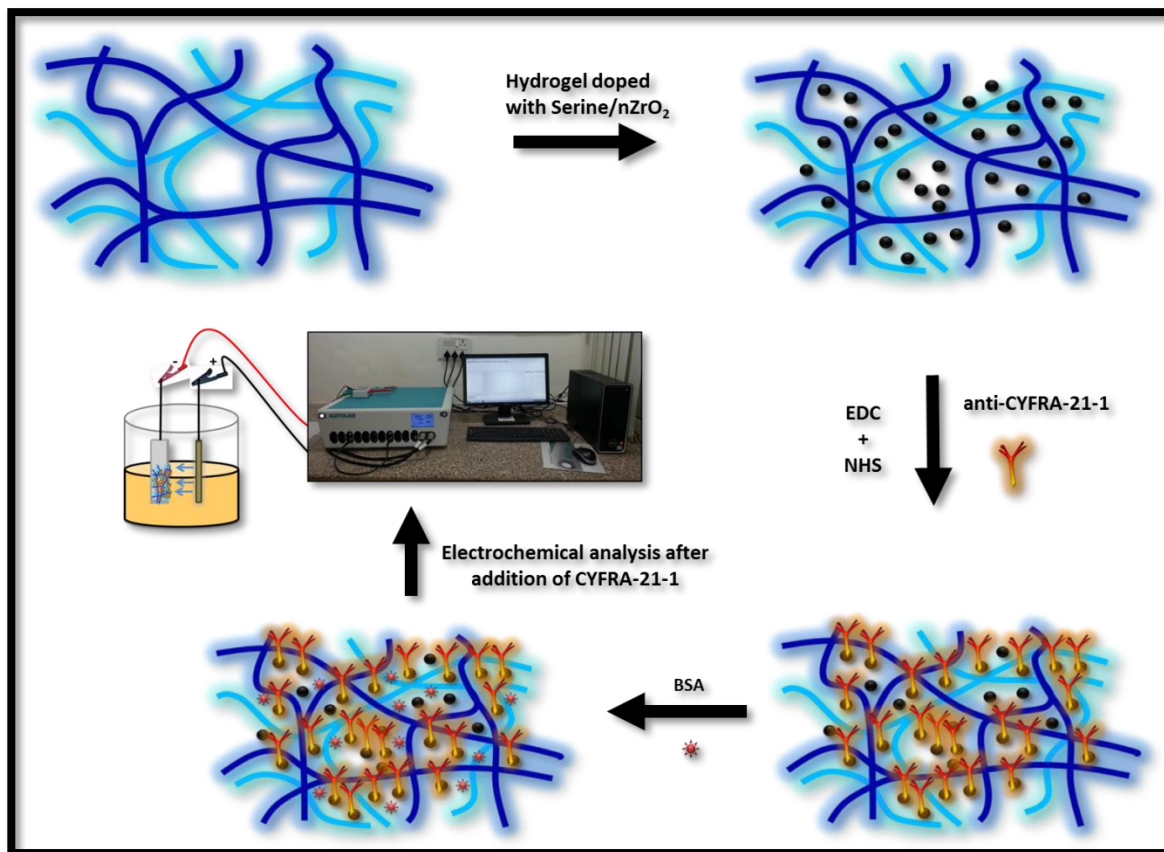 Hydrogel doped
with Serine/nZrO₂
EDC
+
NHS
anti-CYFRA-21-1
BSA
Electrochemical analysis after
addition of CYFRA-21-1
-
+